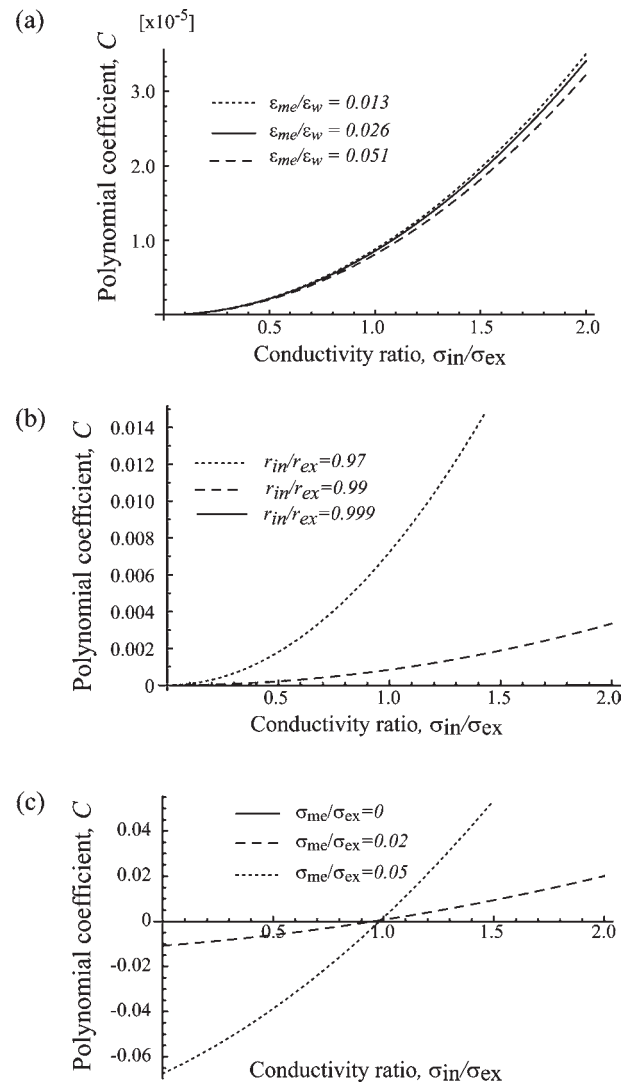 (a)
[x10-5]
Polynomial coefficient, C
3.0
2.0
1.0
εme/εw = 0.013
εme/εw = 0.026
εme/εw = 0.051
0.5 1.0 1.5 2.0
Conductivity ratio, σin/σex
(b)
Polynomial coefficient, C
0.014
0.012
0.010
0.008
0.006
0.004
0.002
0
rin/rex=0.97
rin/rex=0.99
rin/rex=0.999
0.5 1.0 1.5 2.0
Conductivity ratio, σin/σex
(c)
Polynomial coefficient, C
0.04
0.02
0
-0.02
-0.04
-0.06
σme/σex=0
σme/σex=0.02
σme/σex=0.05
0.5 1.0 1.5 2.0
Conductivity ratio, σin/σex